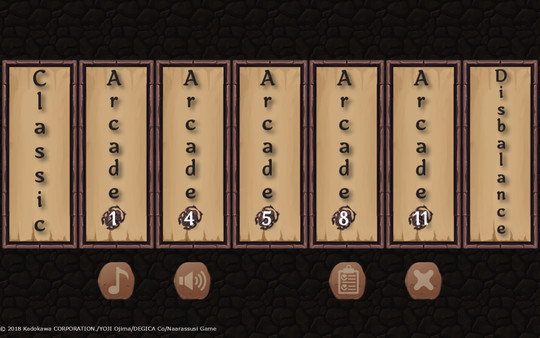 Classic
Arcade
1
Arcade
4
Arcade
5
Arcade
8
Arcade
11
Disbalance
© 2018 Kadokawa CORPORATION./YOJI Ojima/DEGICA Co/Naarassusi Game